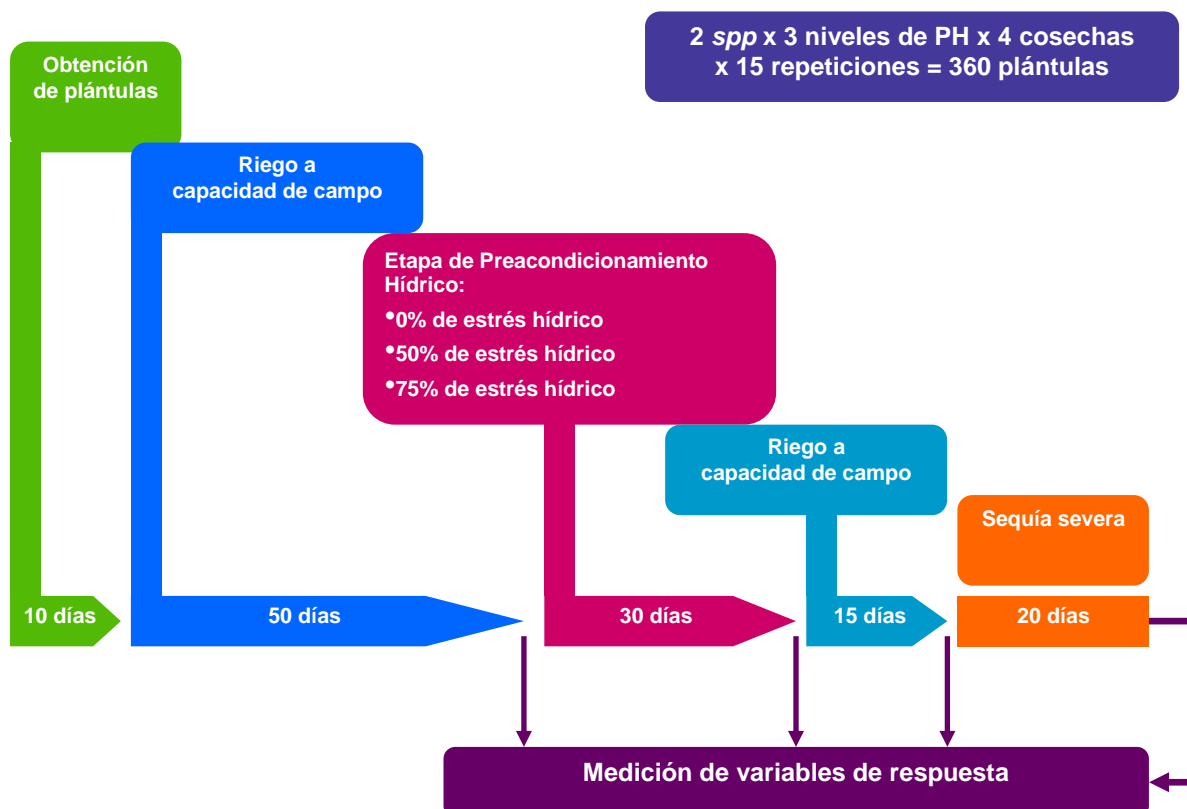 2 spp x 3 niveles de PH x 4 cosechas
x 15 repeticiones = 360 plántulas
Obtención
de plántulas
Riego a
capacidad de campo
Etapa de Preacondicionamiento
Hídrico:
•0% de estrés hídrico
•50% de estrés hídrico
•75% de estrés hídrico
Riego a
capacidad de campo
Sequía severa
10 días
50 días
30 días
15 días
20 días
Medición de variables de respuesta